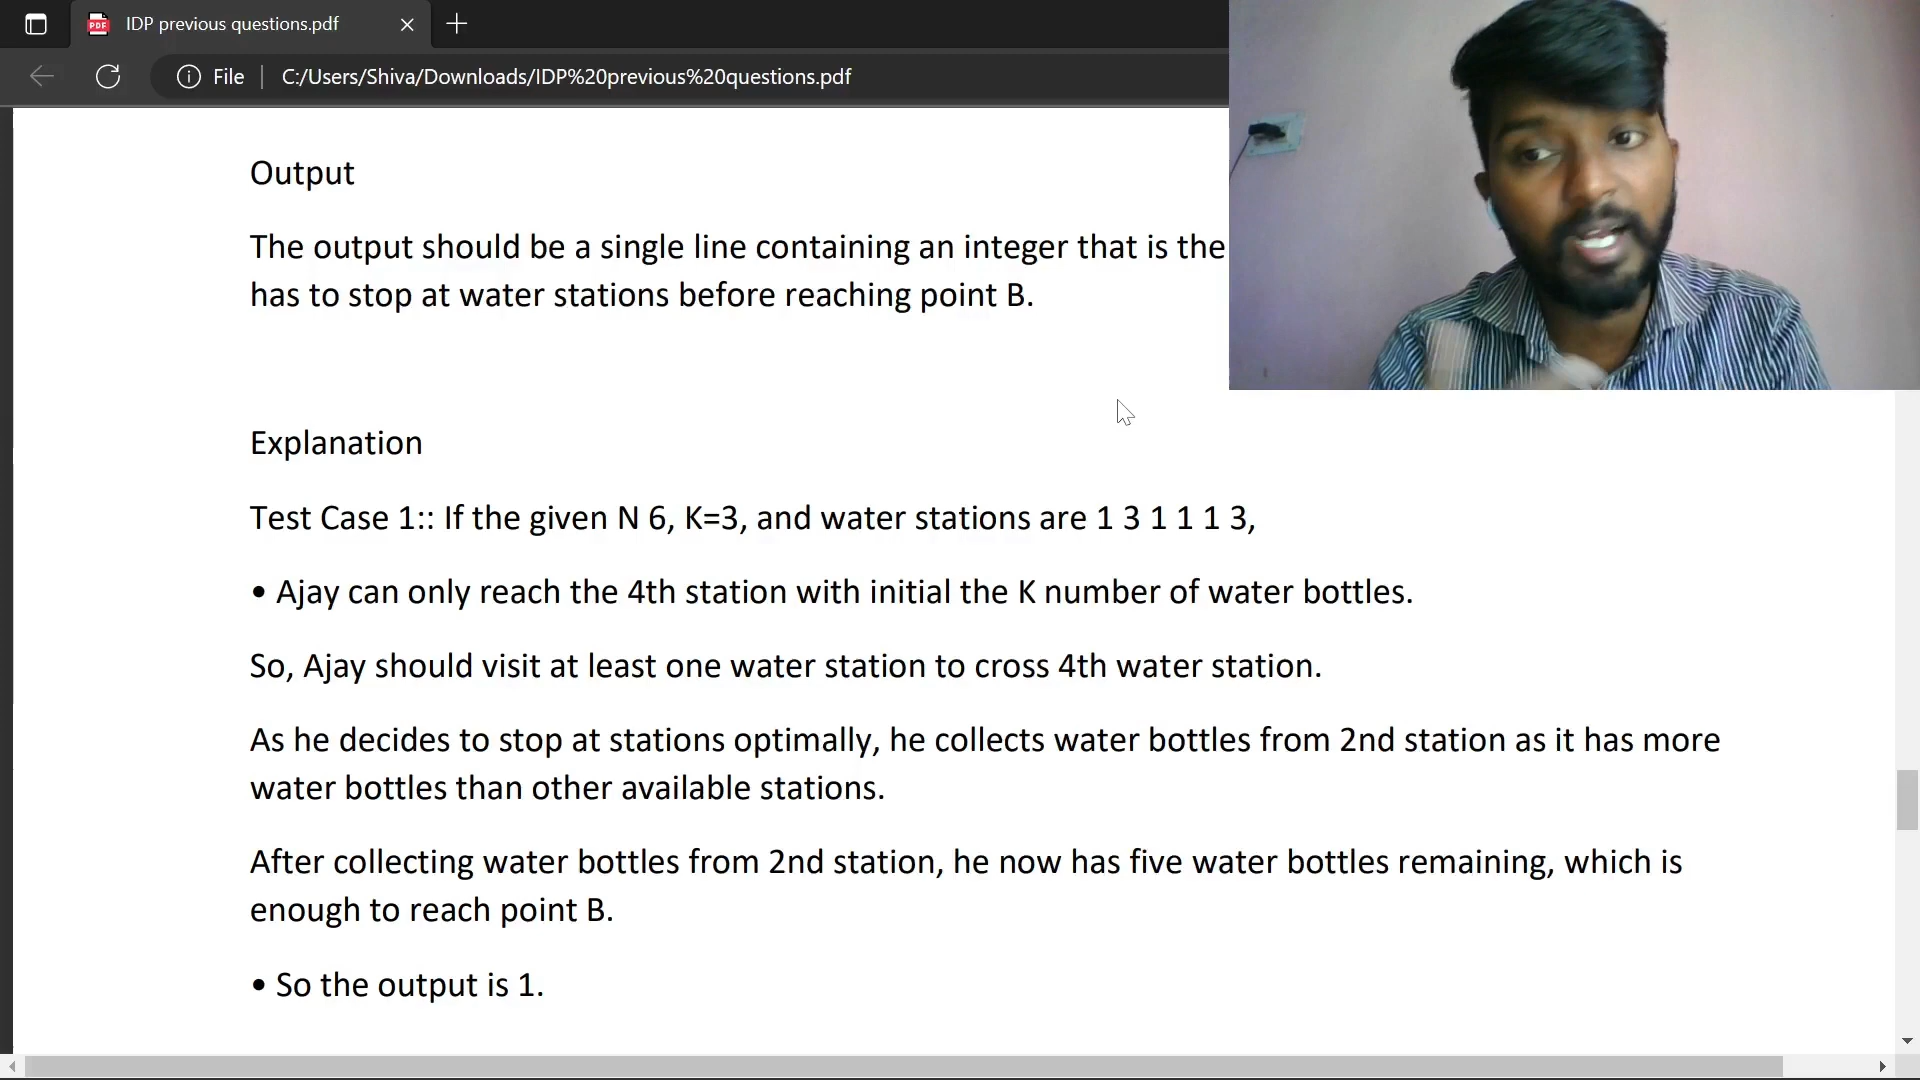 IDP previous questions.pdf
File
C:/Users/Shiva/Downloads/IDP%20previous%20questions.pdf
Output
The output should be a single line containing an integer that is the
has to stop at water stations before reaching point B.
Explanation
Test Case 1:: If the given N 6, K=3, and water stations are 1 3 1 1 1 3,
• Ajay can only reach the 4th station with initial the K number of water bottles.
So, Ajay should visit at least one water station to cross 4th water station.
As he decides to stop at stations optimally, he collects water bottles from 2nd station as it has more
water bottles than other available stations.
After collecting water bottles from 2nd station, he now has five water bottles remaining, which is
enough to reach point B.
• So the output is 1.